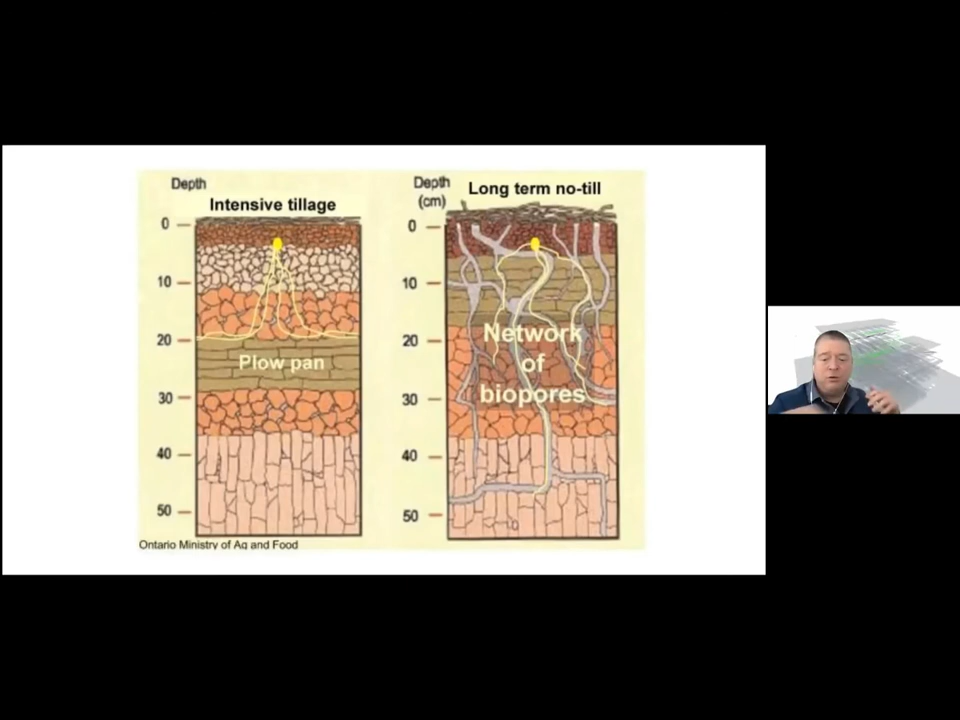 Depth
Intensive tillage
0
10
20
Plow pan
30
40
50
Ontario Ministry of Ag and Food
Depth
(cm)
Long term no-till
0
10
20
30
40
50
Network
of
biopores